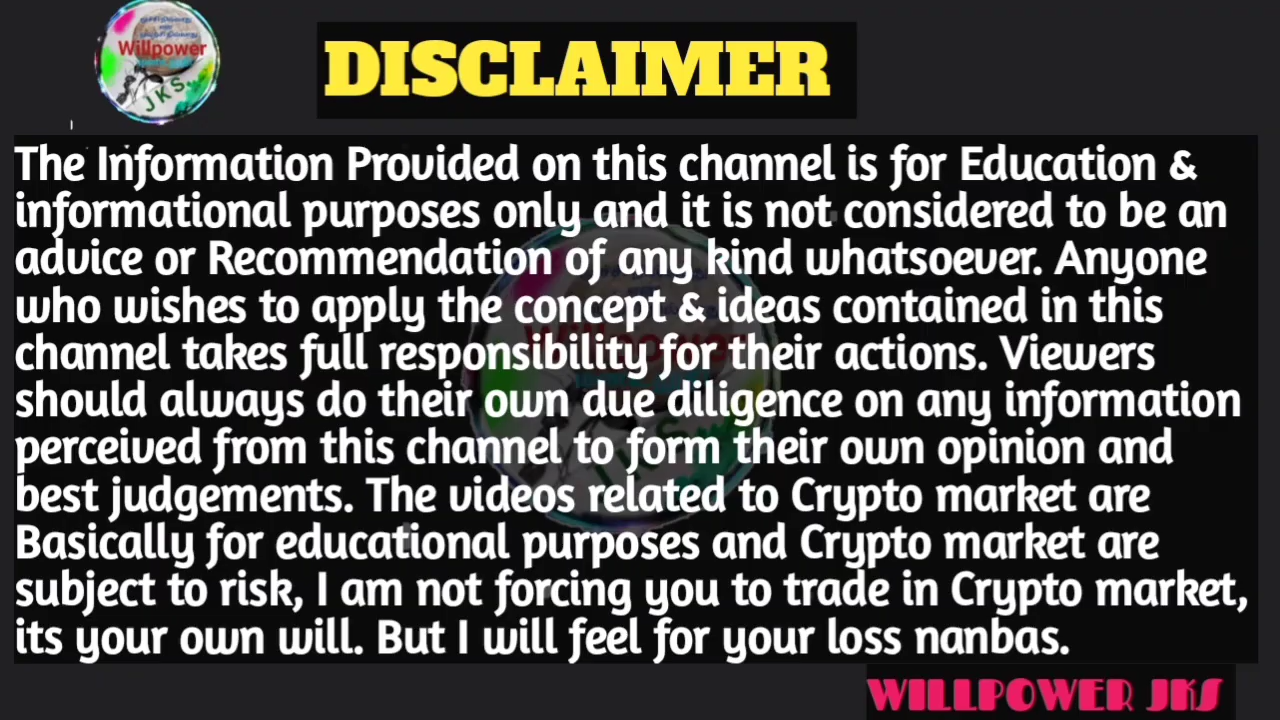 Willpower
JKS
DISCLAIMER
The Information Provided on this channel is for Education &
informational purposes only and it is not considered to be an
advice or Recommendation of any kind whatsoever. Anyone
who wishes to apply the concept & ideas contained in this
channel takes full responsibility for their actions. Viewers
should always do their own due diligence on any information
perceived from this channel to form their own opinion and
best judgements. The videos related to Crypto market are
Basically for educational purposes and Crypto market are
subject to risk, I am not forcing you to trade in Crypto market,
its your own will. But I will feel for your loss nanbas.
WILLPOWER JKS